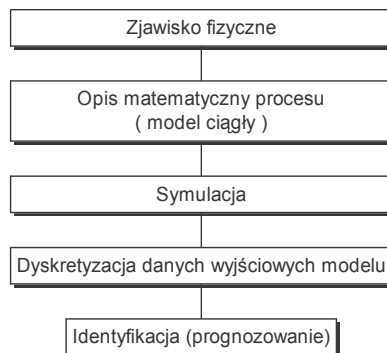 Zjawisko fizyczne
Opis matematyczny procesu
( model ciągły )
Symulacja
Dyskretyzacja danych wyjściowych modelu
Identyfikacja (prognozowanie)